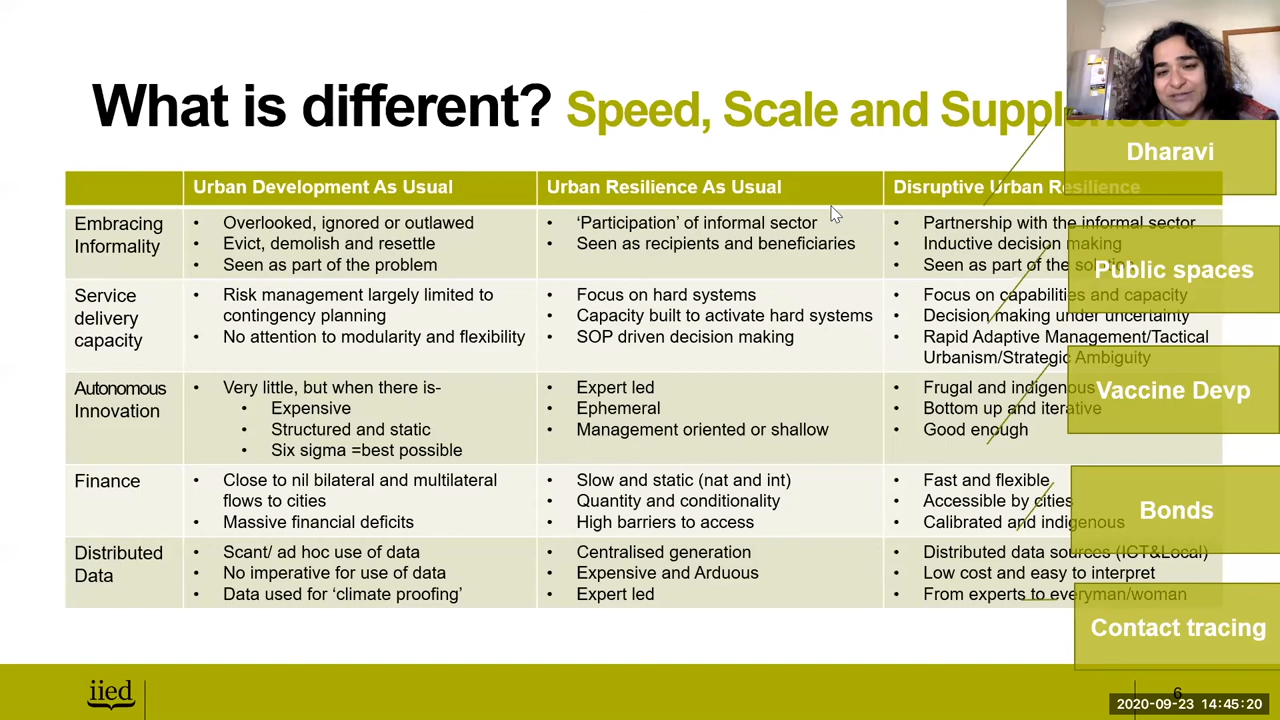 What is different? Speed, Scale and Suppleness
Dharavi
Urban Development As Usual
Urban Resilience As Usual
Disruptive Urban Resilience
Embracing
Informality
• Overlooked, ignored or outlawed
• Evict, demolish and resettle
• Seen as part of the problem
• ‘Participation’ of informal sector
• Seen as recipients and beneficiaries
• Partnership with the informal sector
• Inductive decision making
• Seen as part of the solution
Public spaces
Service
delivery
capacity
• Risk management largely limited to
contingency planning
• No attention to modularity and flexibility
• Focus on hard systems
• Capacity built to activate hard systems
• SOP driven decision making
• Focus on capabilities and capacity
• Decision making under uncertainty
• Rapid Adaptive Management/Tactical
Urbanism/Strategic Ambiguity
Autonomous
Innovation
• Very little, but when there is-
• Expensive
• Structured and static
• Six sigma =best possible
• Expert led
• Ephemeral
• Management oriented or shallow
• Frugal and indigenous
• Bottom up and iterative
• Good enough
Vaccine Devp
Finance
• Close to nil bilateral and multilateral
flows to cities
• Massive financial deficits
• Slow and static (nat and int)
• Quantity and conditionality
• High barriers to access
• Fast and flexible
• Accessible by cities
• Calibrated and indigenous
Bonds
Distributed
Data
• Scant/ ad hoc use of data
• No imperative for use of data
• Data used for ‘climate proofing’
• Centralised generation
• Expensive and Arduous
• Expert led
• Distributed data sources (ICT&Local)
• Low cost and easy to interpret
• From experts to everyman/woman
Contact tracing
iied
6
2020-09-23 14:45:20